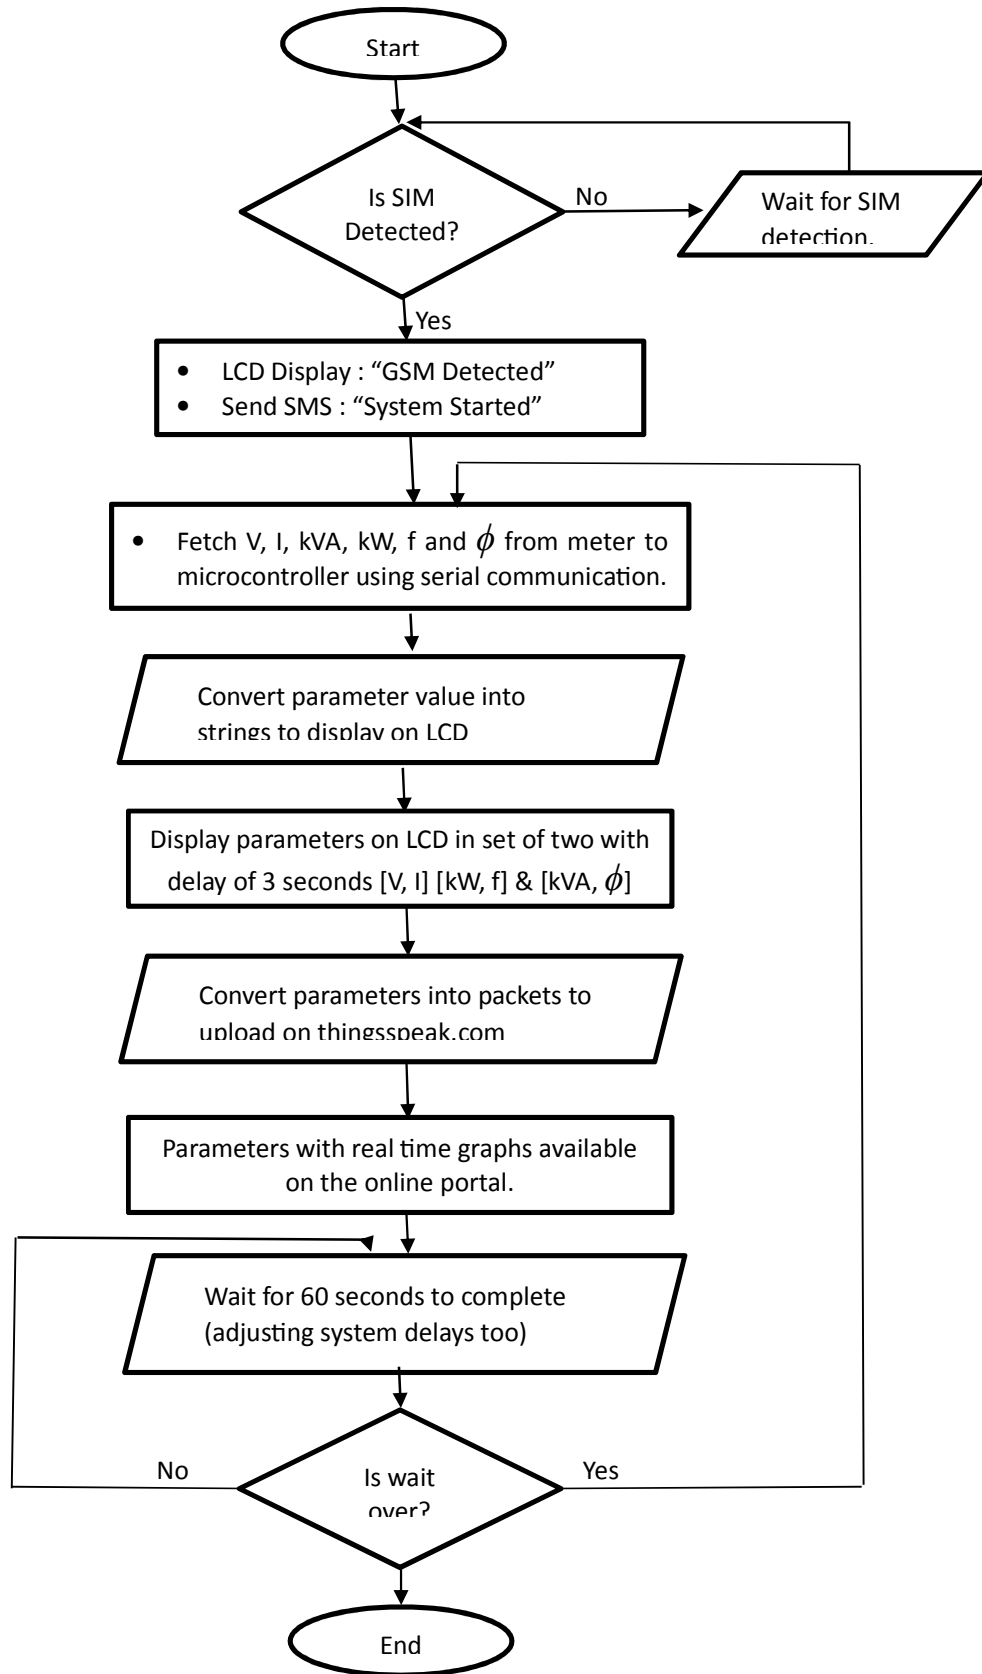 Start
Is SIM
Detected?
No
Wait for SIM
detection.
Yes
• LCD Display : “GSM Detected”
• Send SMS : “System Started”
• Fetch V, I, kVA, kW, f and ϕ from meter to
microcontroller using serial communication.
Convert parameter value into
strings to display on LCD
Display parameters on LCD in set of two with
delay of 3 seconds [V, I] [kW, f] & [kVA, ϕ]
Convert parameters into packets to
upload on thingsspeak.com
Parameters with real time graphs available
on the online portal.
Wait for 60 seconds to complete
(adjusting system delays too)
No
Is wait
over?
Yes
End